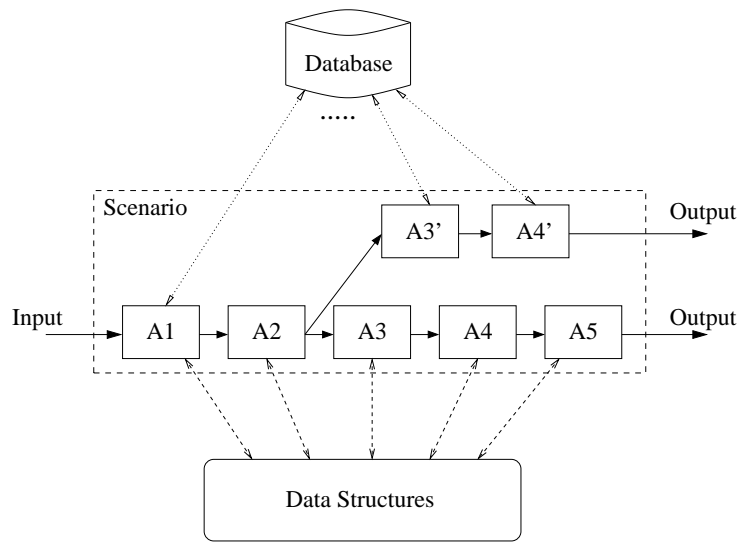 Database
.....
Scenario
A3' A4’ Output
Input A1 A2 A3 A4 A5 Output
Data Structures